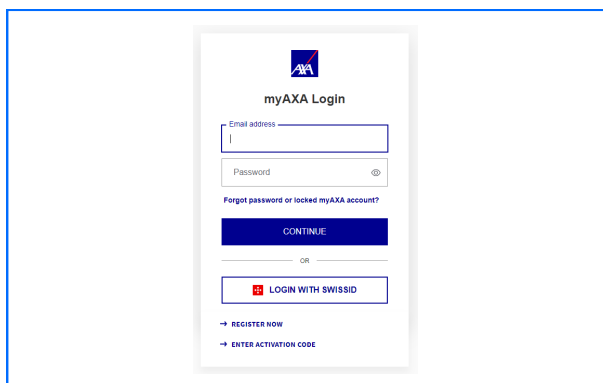 AXA
myAXA Login
Email address
Password
Forgot password or locked myAXA account?
CONTINUE
OR
LOGIN WITH SWISSID
→ REGISTER NOW
→ ENTER ACTIVATION CODE